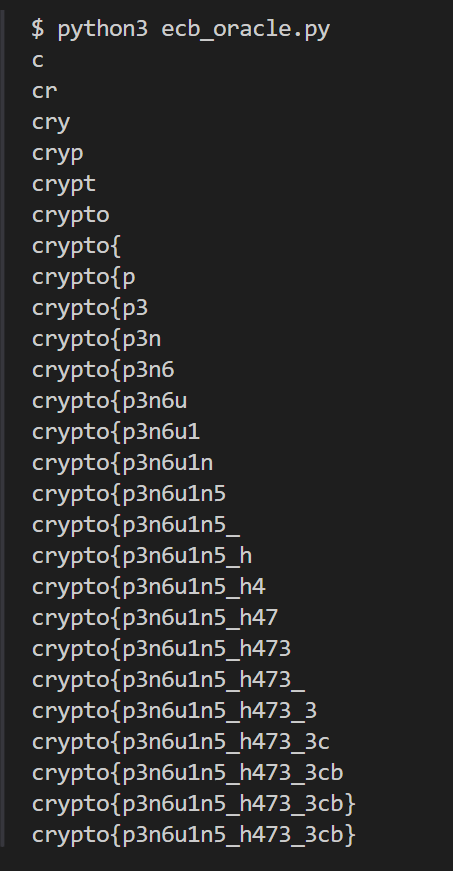 $ python3 ecb_oracle.py
c
cr
cry
cryp
crypt
crypto
crypto{
crypto{p
crypto{p3
crypto{p3n
crypto{p3n6
crypto{p3n6u
crypto{p3n6u1
crypto{p3n6u1n
crypto{p3n6u1n5
crypto{p3n6u1n5_
crypto{p3n6u1n5_h
crypto{p3n6u1n5_h4
crypto{p3n6u1n5_h47
crypto{p3n6u1n5_h473
crypto{p3n6u1n5_h473_
crypto{p3n6u1n5_h473_3
crypto{p3n6u1n5_h473_3c
crypto{p3n6u1n5_h473_3cb
crypto{p3n6u1n5_h473_3cb}
crypto{p3n6u1n5_h473_3cb}